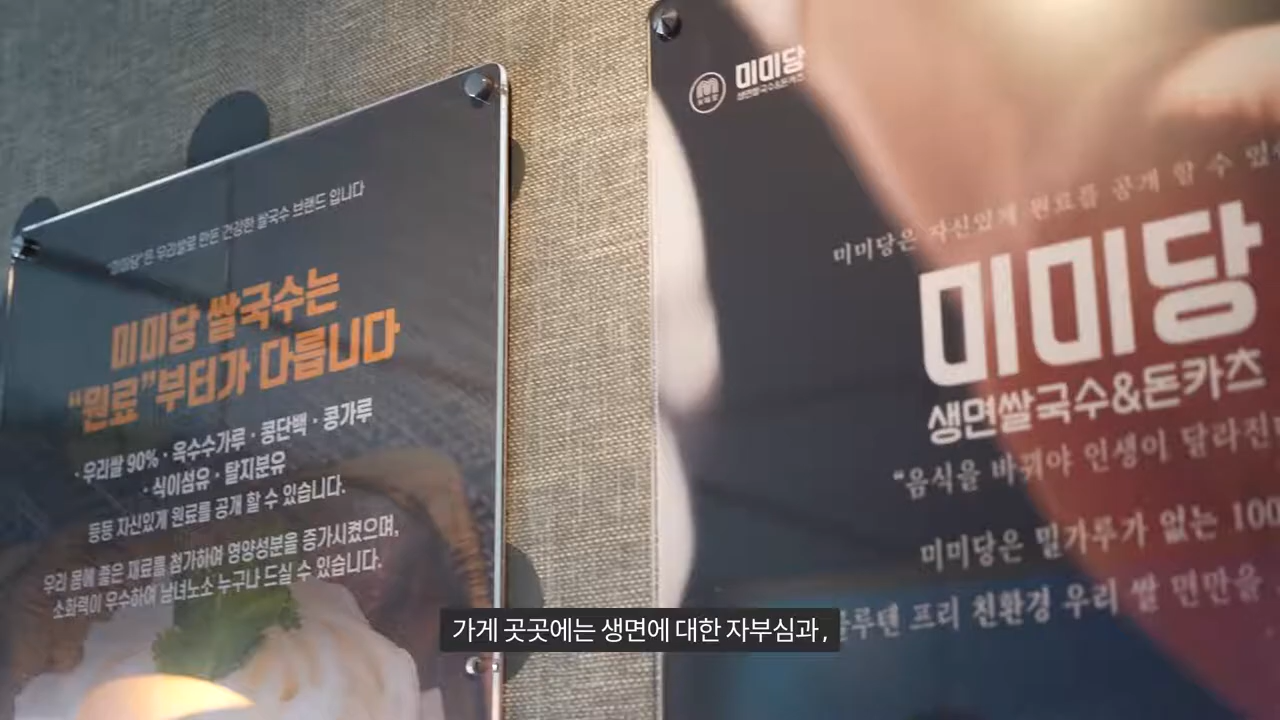 "미미당"은 우리쌀로 만든 건강한 쌀국수 브랜드 입니다
미미당 쌀국수는
“원료”부터가 다릅니다
· 우리쌀 90% · 옥수수가루 · 콩단백 · 콩가루
· 식이섬유 · 탈지분유
등등 자신있게 원료를 공개 할 수 있습니다.
우리 몸에 좋은 재료를 첨가하여 영양성분을 증가시켰으며,
소화력이 우수하여 남녀노소 누구나 드실 수 있습니다.
미미당
생면쌀국수&돈카츠
미미당은 자신있게 원료를 공개 할 수
미미당
생면쌀국수&돈카츠
“음식을 바꿔야 인생이 달라진
미미당은 밀가루가 없는 100
글루텐 프리 친환경 우리 쌀 면만을
가게 곳곳에는 생면에 대한 자부심과,